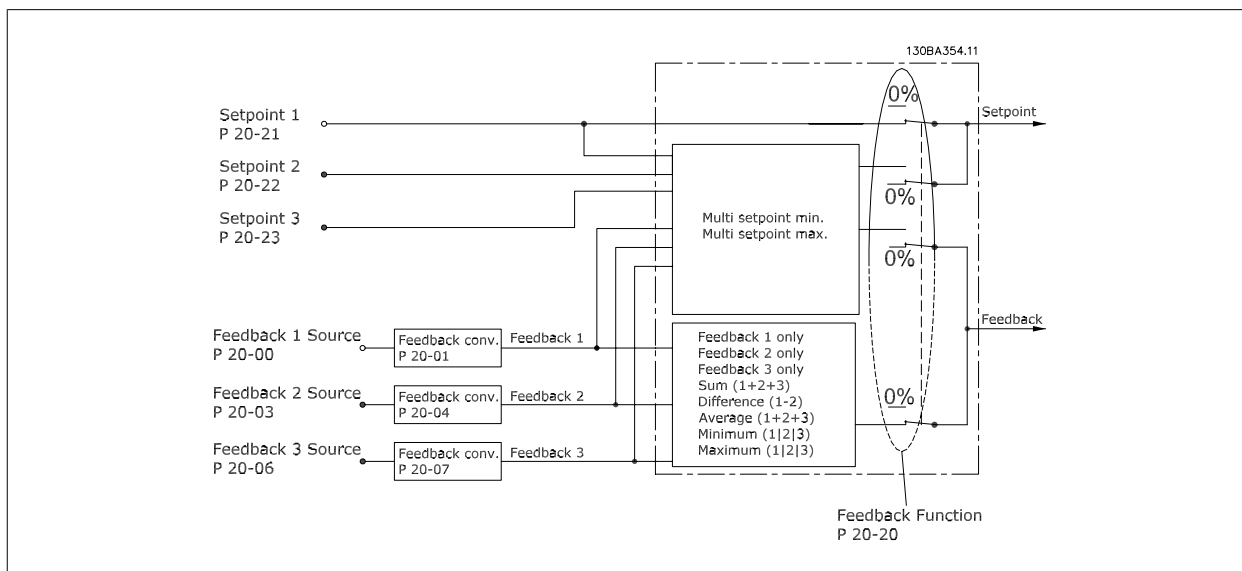 130BA354.11
0%
Setpoint 1
P 20-21
Setpoint
Setpoint 2
P 20-22
0%
Setpoint 3
P 20-23
Multi setpoint min.
Multi setpoint max.
0%
Feedback
Feedback 1 Source
P 20-00
Feedback conv.
P 20-01
Feedback 1
Feedback 2 Source
P 20-03
Feedback conv.
P 20-04
Feedback 2
Feedback 3 Source
P 20-06
Feedback conv.
P 20-07
Feedback 3
Feedback 1 only
Feedback 2 only
Feedback 3 only
Sum (1+2+3)
Difference (1-2)
Average (1+2+3)
Minimum (1|2|3)
Maximum (1|2|3)
0%
Feedback Function
P 20-20